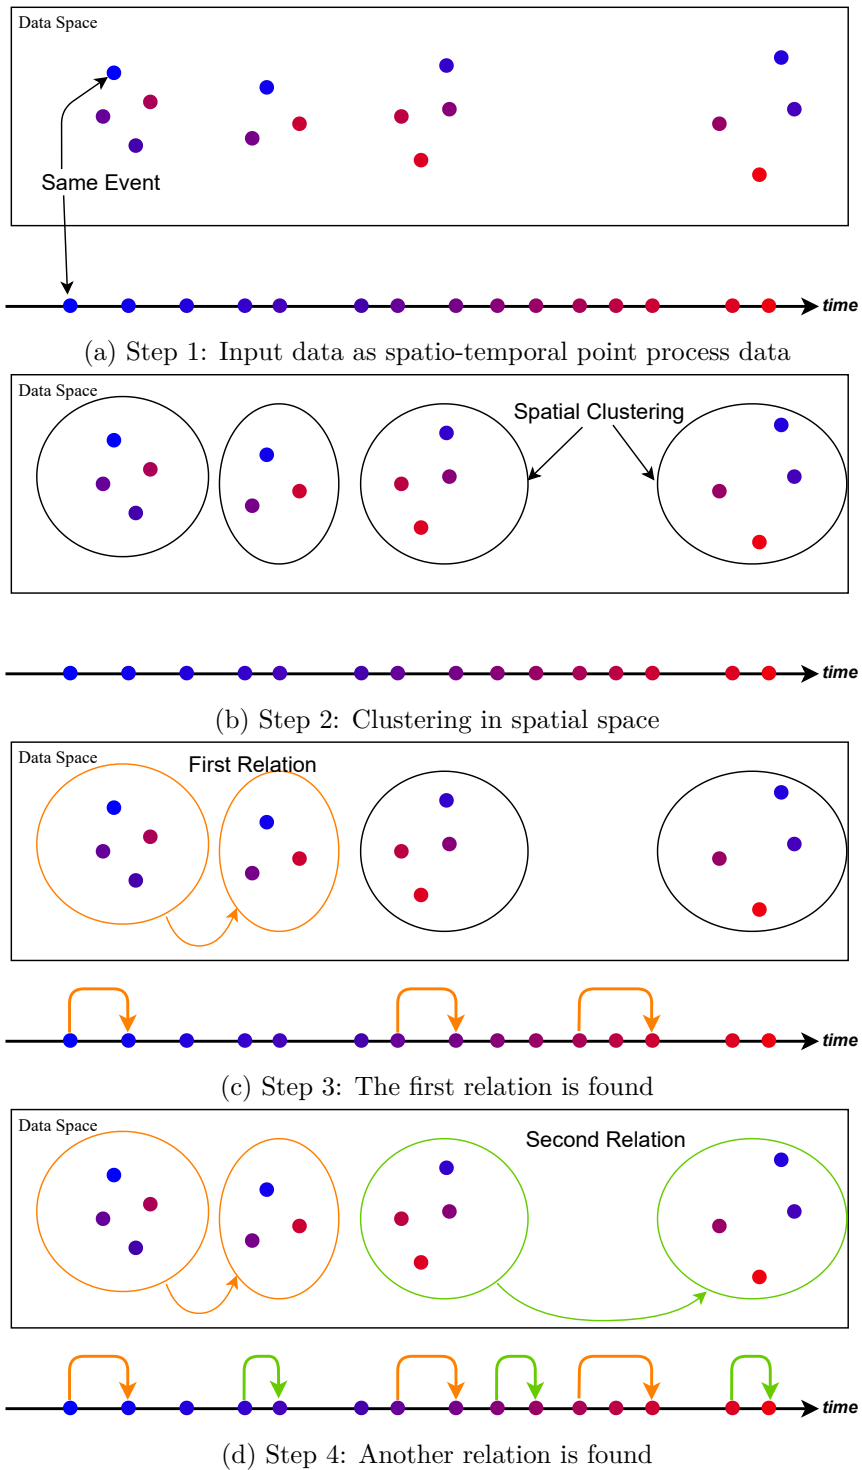 Data Space
Same Event
time
(a) Step 1: Input data as spatio-temporal point process data
Data Space
Spatial Clustering
time
(b) Step 2: Clustering in spatial space
Data Space
First Relation
time
(c) Step 3: The first relation is found
Data Space
Second Relation
time
(d) Step 4: Another relation is found